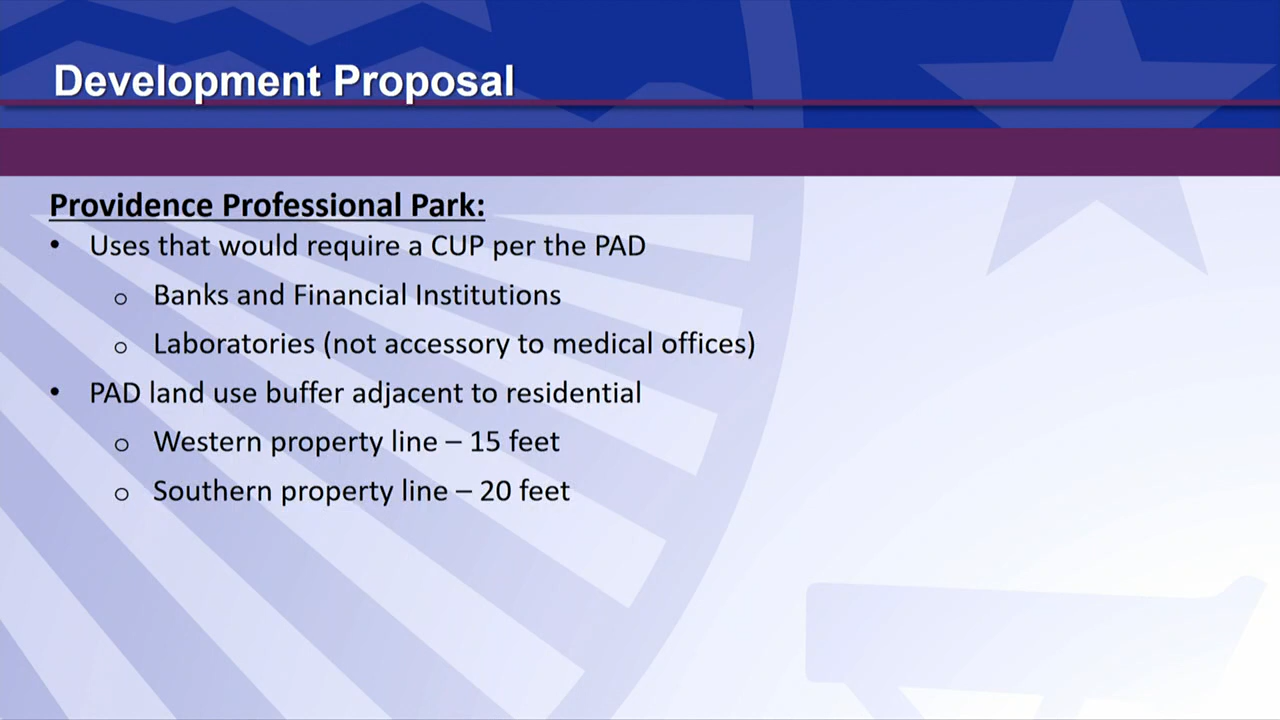 Development Proposal
Providence Professional Park:
• Uses that would require a CUP per the PAD
o Banks and Financial Institutions
o Laboratories (not accessory to medical offices)
• PAD land use buffer adjacent to residential
o Western property line – 15 feet
o Southern property line – 20 feet